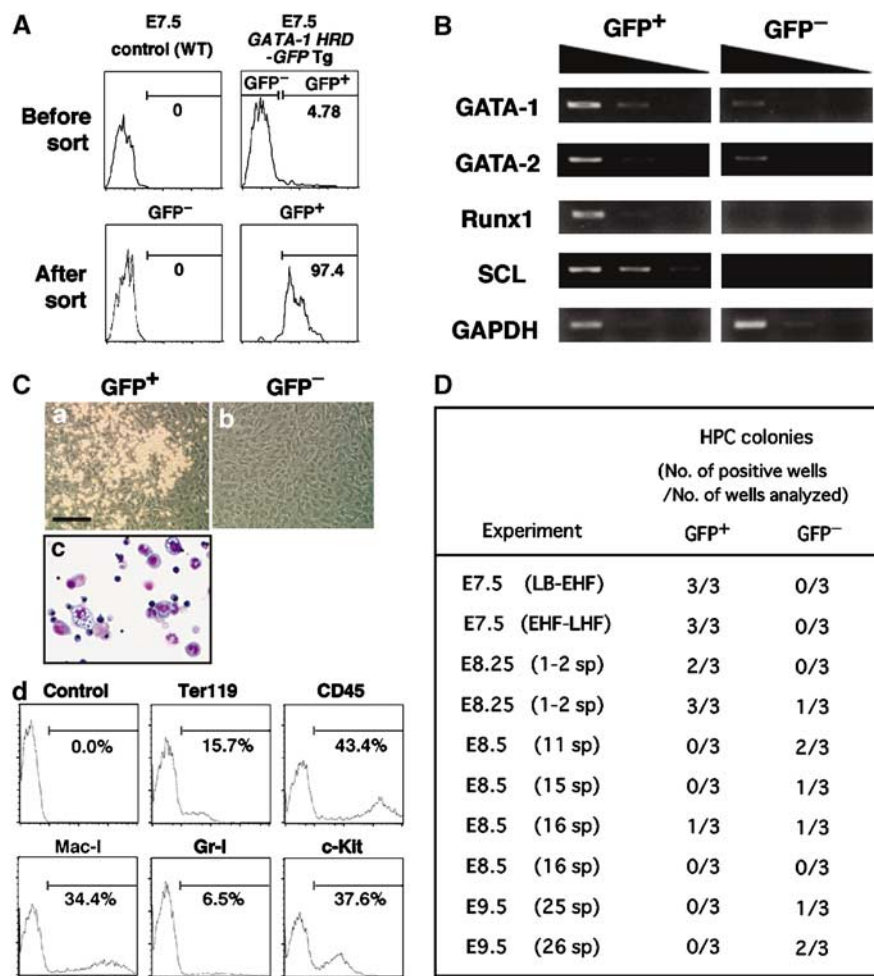 A
E7.5
control (WT)
E7.5
GATA-1 HRD
-GFP Tg
Before
sort
0
GFP⁻ GFP⁺
4.78
After
sort
GFP⁻
0
GFP⁺
97.4
B
GFP⁺ GFP⁻
GATA-1
GATA-2
Runx1
SCL
GAPDH
C
GFP⁺ GFP⁻
a
b
c
d
Control Ter119 CD45
0.0% 15.7% 43.4%
Mac-I Gr-I c-Kit
34.4% 6.5% 37.6%
D
HPC colonies
(No. of positive wells
/No. of wells analyzed)
Experiment GFP⁺ GFP⁻
E7.5 (LB-EHF) 3/3 0/3
E7.5 (EHF-LHF) 3/3 0/3
E8.25 (1-2 sp) 2/3 0/3
E8.25 (1-2 sp) 3/3 1/3
E8.5 (11 sp) 0/3 2/3
E8.5 (15 sp) 0/3 1/3
E8.5 (16 sp) 1/3 1/3
E8.5 (16 sp) 0/3 0/3
E9.5 (25 sp) 0/3 1/3
E9.5 (26 sp) 0/3 2/3